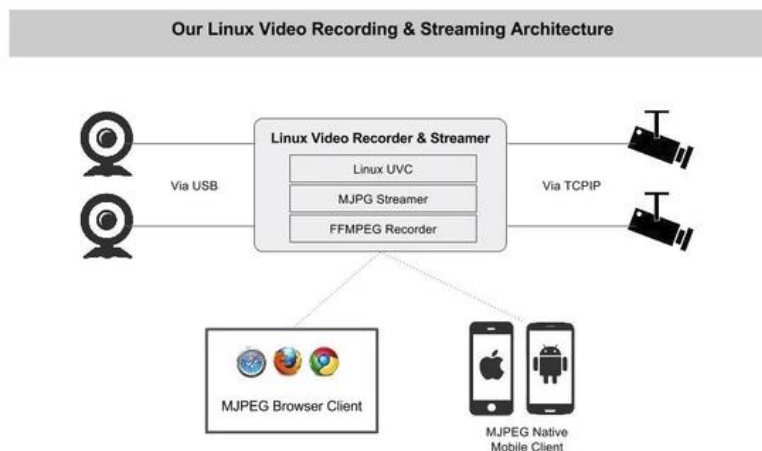 Our Linux Video Recording & Streaming Architecture
Linux Video Recorder & Streamer
Linux UVC
Via USB
MJPG Streamer
Via TCPIP
FFMPEG Recorder
MJPEG Browser Client
MJPEG Native
Mobile Client